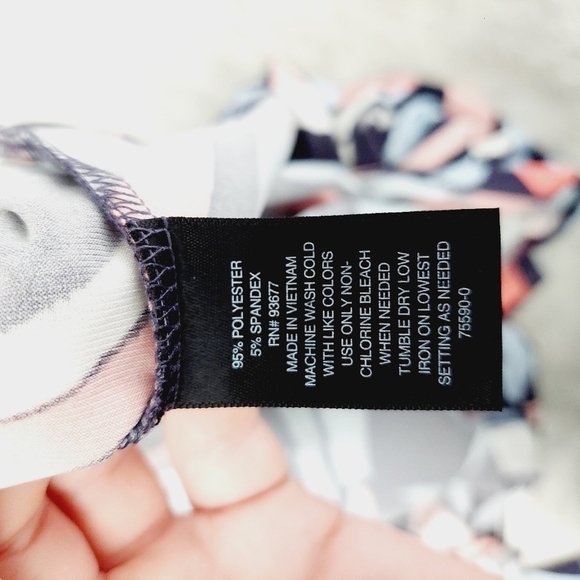 95% POLYESTER
5% SPANDEX
RN# 93677
MADE IN VIETNAM
MACHINE WASH COLD
WITH LIKE COLORS
USE ONLY NON-
CHLORINE BLEACH
WHEN NEEDED
TUMBLE DRY LOW
IRON ON LOWEST
SETTING AS NEEDED
75590-0